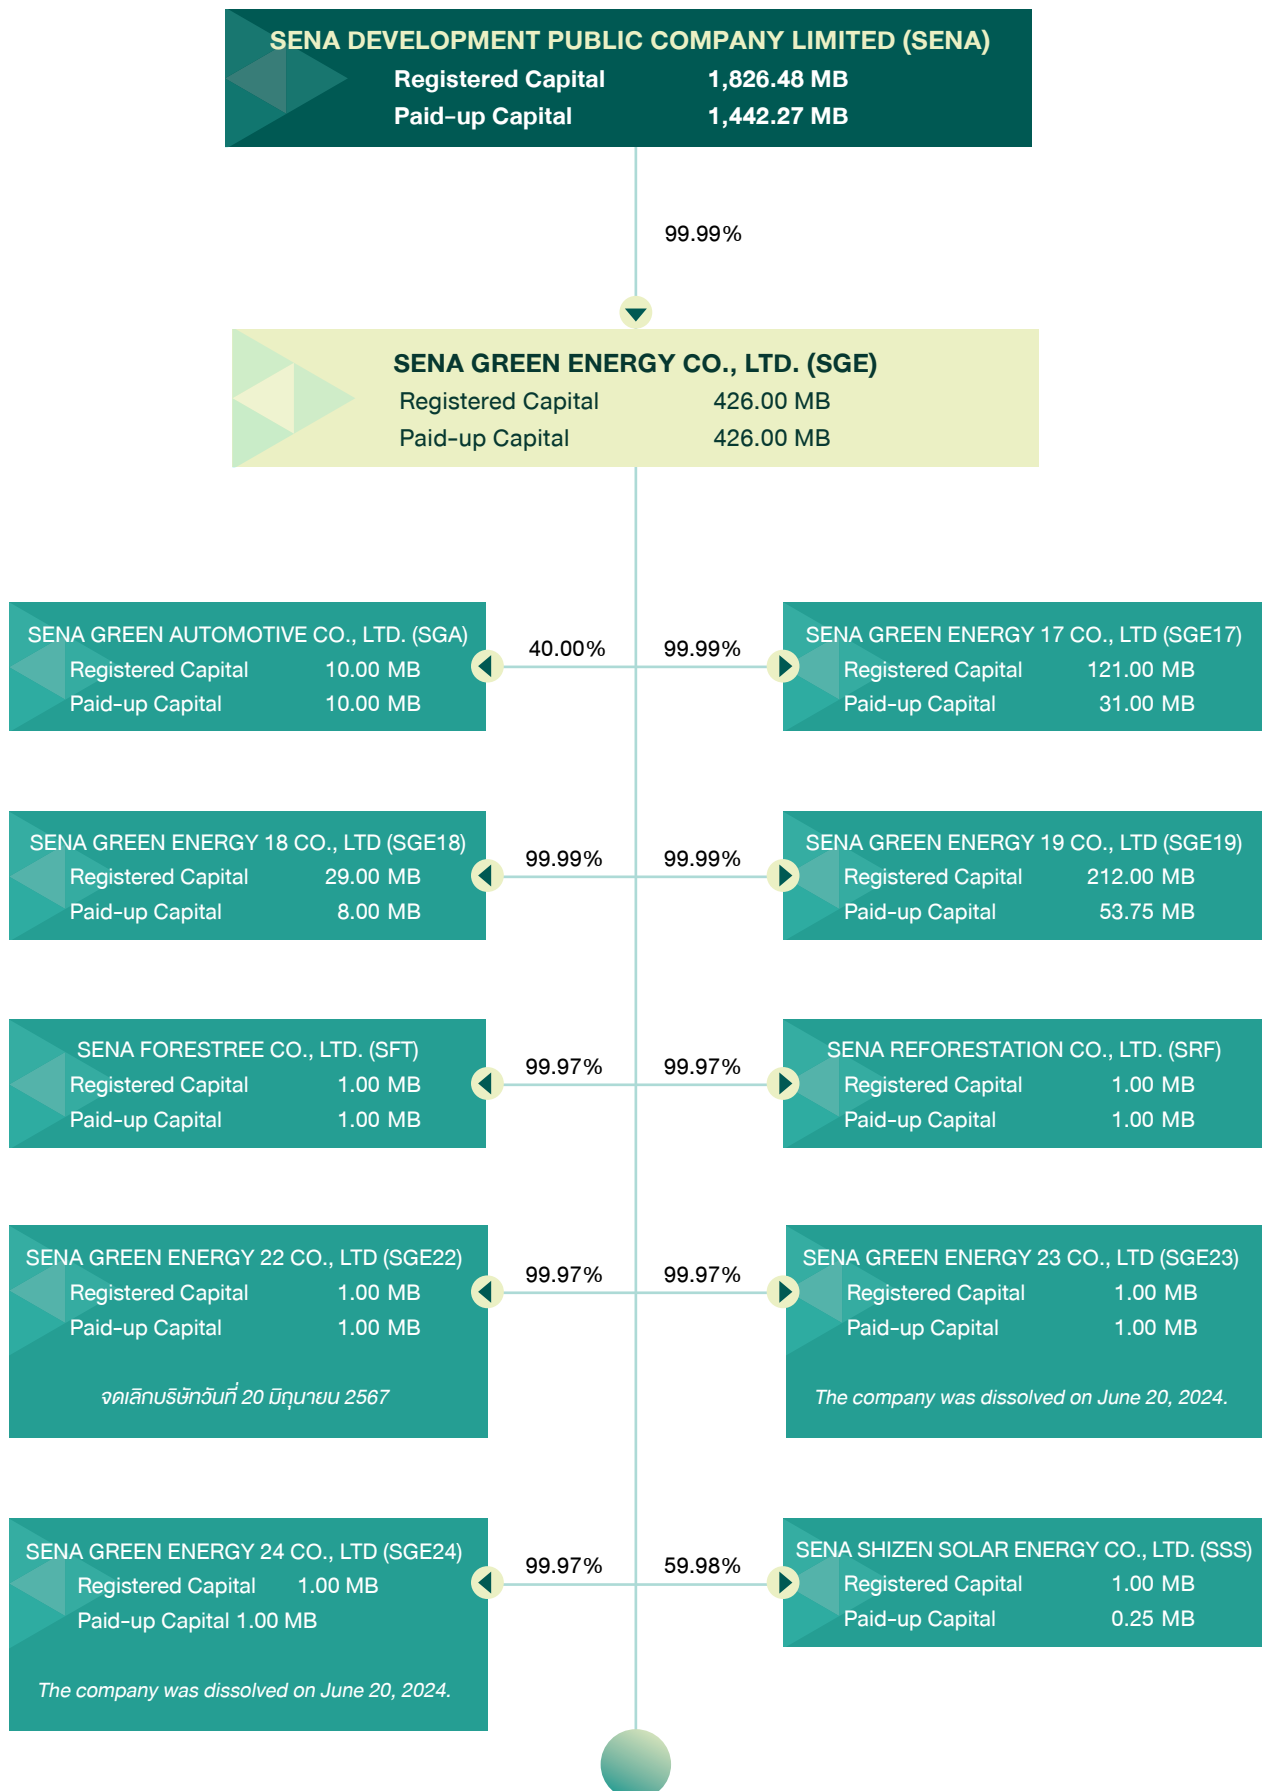 SENA DEVELOPMENT PUBLIC COMPANY LIMITED (SENA)
Registered Capital 1,826.48 MB
Paid-up Capital 1,442.27 MB
99.99%
SENA GREEN ENERGY CO., LTD. (SGE)
Registered Capital 426.00 MB
Paid-up Capital 426.00 MB
SENA GREEN AUTOMOTIVE CO., LTD. (SGA)
Registered Capital 10.00 MB
Paid-up Capital 10.00 MB
40.00%
99.99%
SENA GREEN ENERGY 17 CO., LTD (SGE17)
Registered Capital 121.00 MB
Paid-up Capital 31.00 MB
SENA GREEN ENERGY 18 CO., LTD (SGE18)
Registered Capital 29.00 MB
Paid-up Capital 8.00 MB
99.99%
99.99%
SENA GREEN ENERGY 19 CO., LTD (SGE19)
Registered Capital 212.00 MB
Paid-up Capital 53.75 MB
SENA FORESTREE CO., LTD. (SFT)
Registered Capital 1.00 MB
Paid-up Capital 1.00 MB
99.97%
99.97%
SENA REFORESTATION CO., LTD. (SRF)
Registered Capital 1.00 MB
Paid-up Capital 1.00 MB
SENA GREEN ENERGY 22 CO., LTD (SGE22)
Registered Capital 1.00 MB
Paid-up Capital 1.00 MB
จดเลิกบริษัทวันที่ 20 มิถุนายน 2567
99.97%
99.97%
SENA GREEN ENERGY 23 CO., LTD (SGE23)
Registered Capital 1.00 MB
Paid-up Capital 1.00 MB
The company was dissolved on June 20, 2024.
SENA GREEN ENERGY 24 CO., LTD (SGE24)
Registered Capital 1.00 MB
Paid-up Capital 1.00 MB
The company was dissolved on June 20, 2024.
99.97%
59.98%
SENA SHIZEN SOLAR ENERGY CO., LTD. (SSS)
Registered Capital 1.00 MB
Paid-up Capital 0.25 MB